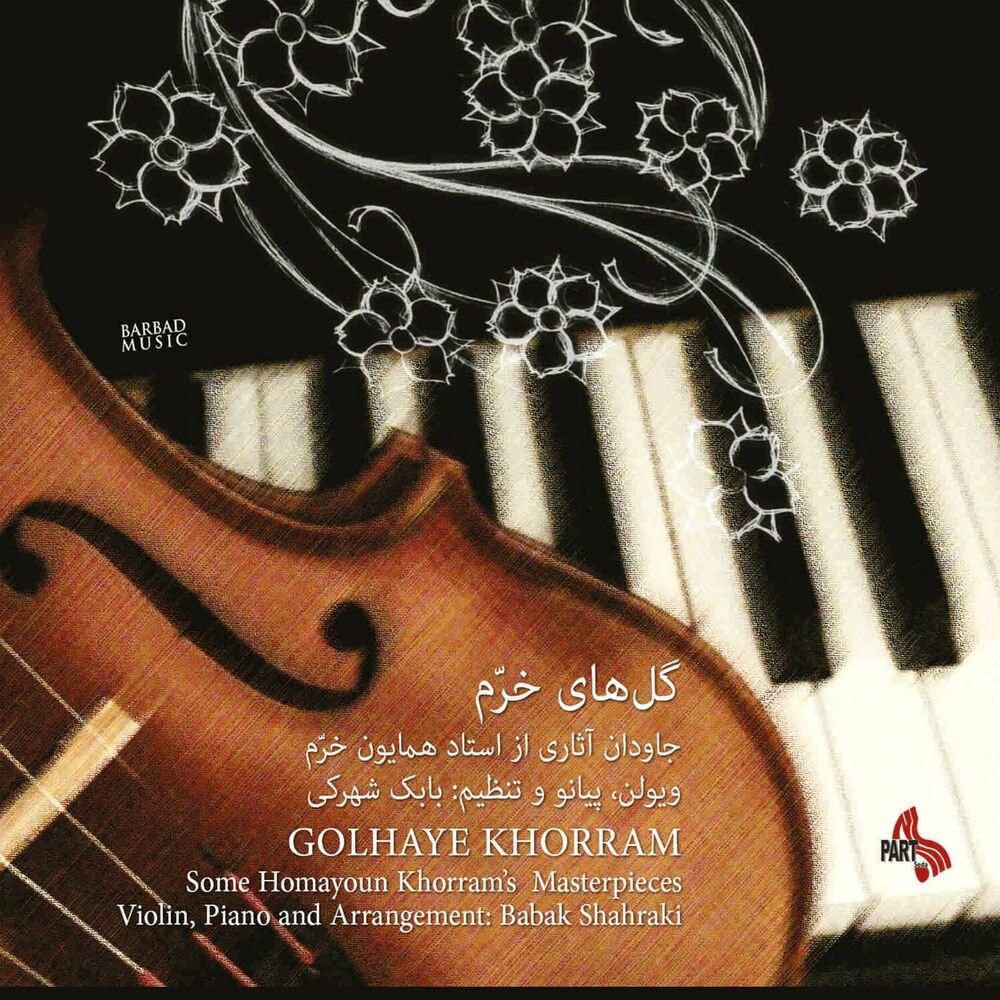 BARBAD
MUSIC
گل‌های خرّم
جاودان آثاری از استاد همایون خرّم
ویولن، پیانو و تنظیم: بابک شهرکی
GOLHAYE KHORRAM
Some Homayoun Khorram's Masterpieces
Violin, Piano and Arrangement: Babak Shahraki
PART